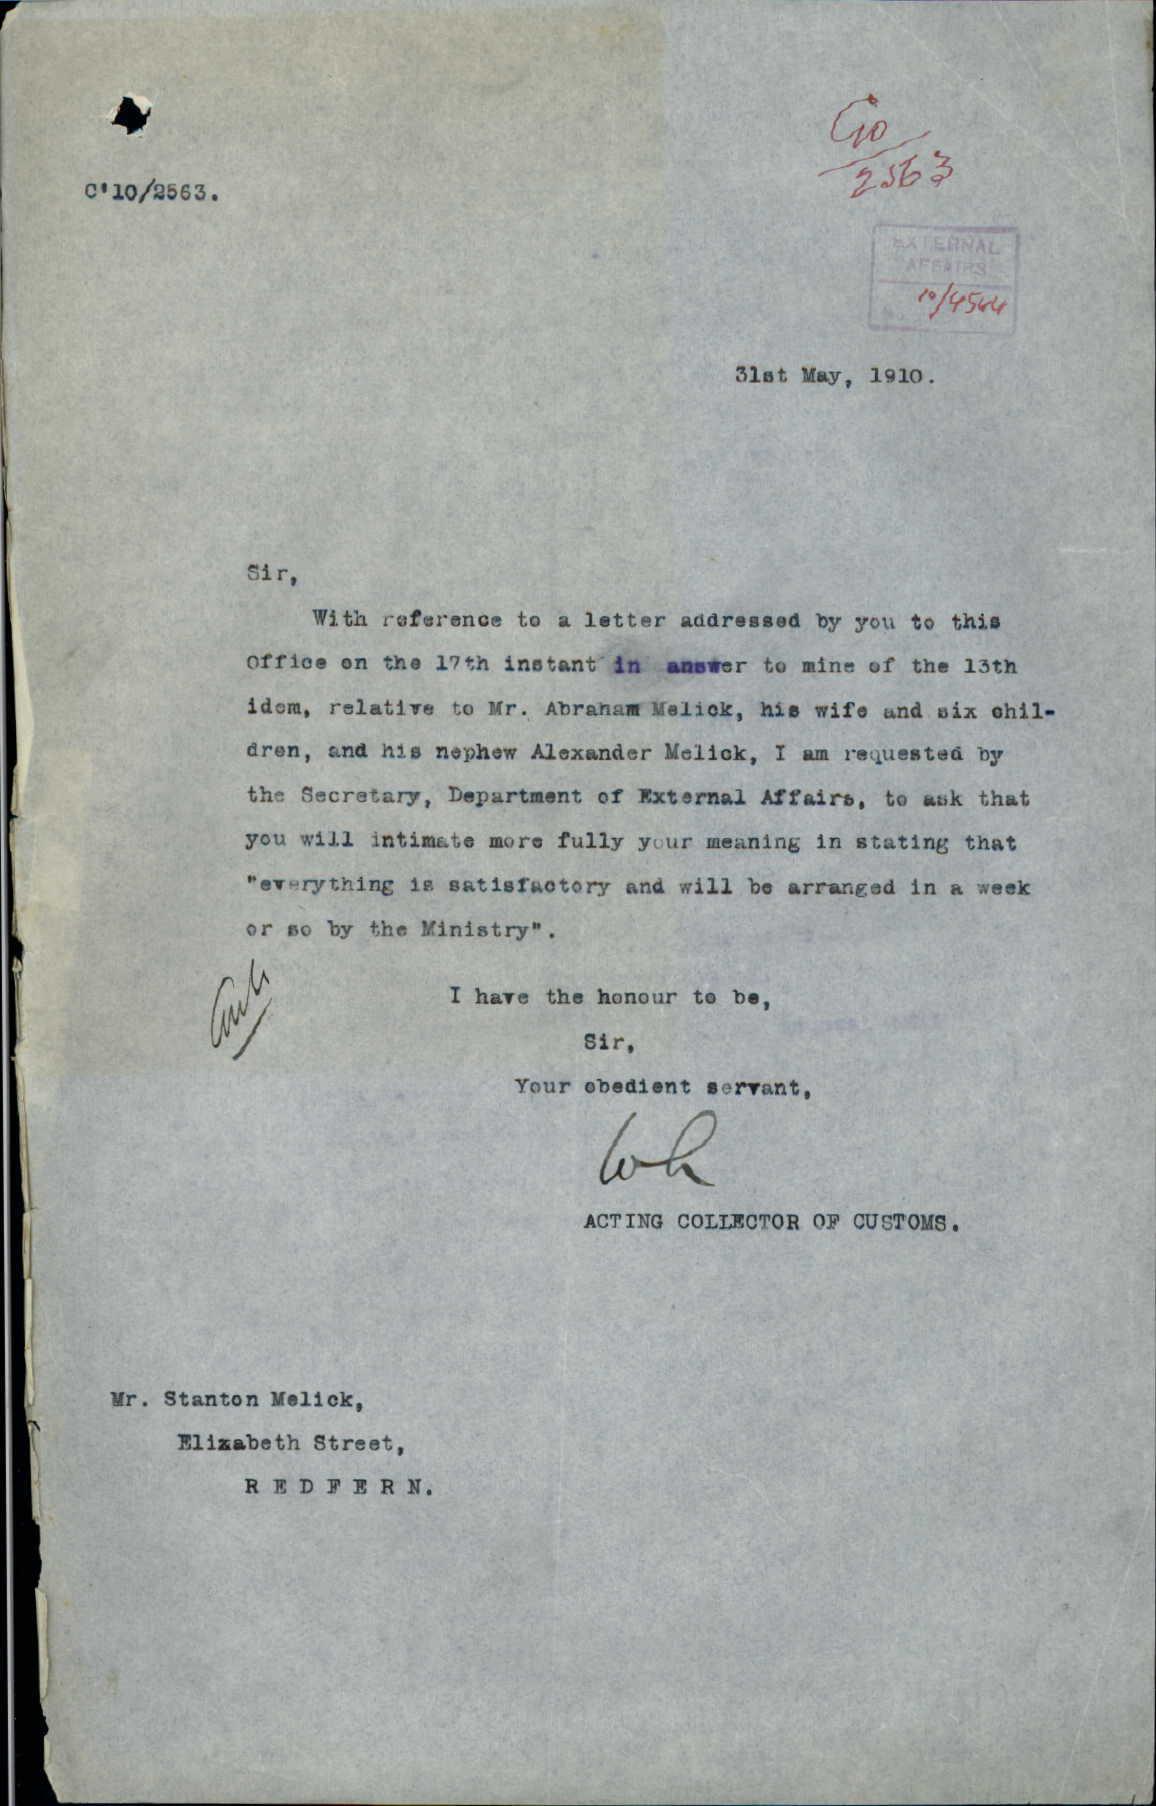 C10
2563
C'10/2563.
EXTERNAL
AFFAIRS
10/4544
31st May, 1910.
Sir,
With reference to a letter addressed by you to this
Office on the 17th instant in answer to mine of the 13th
idem, relative to Mr. Abraham Melick, his wife and six chil-
dren, and his nephew Alexander Melick, I am requested by
the Secretary, Department of External Affairs, to ask that
you will intimate more fully your meaning in stating that
"everything is satisfactory and will be arranged in a week
or so by the Ministry".
I have the honour to be,
Sir,
Your obedient servant,
ACTING COLLECTOR OF CUSTOMS.
Mr. Stanton Melick,
Elizabeth Street,
R E D F E R N.